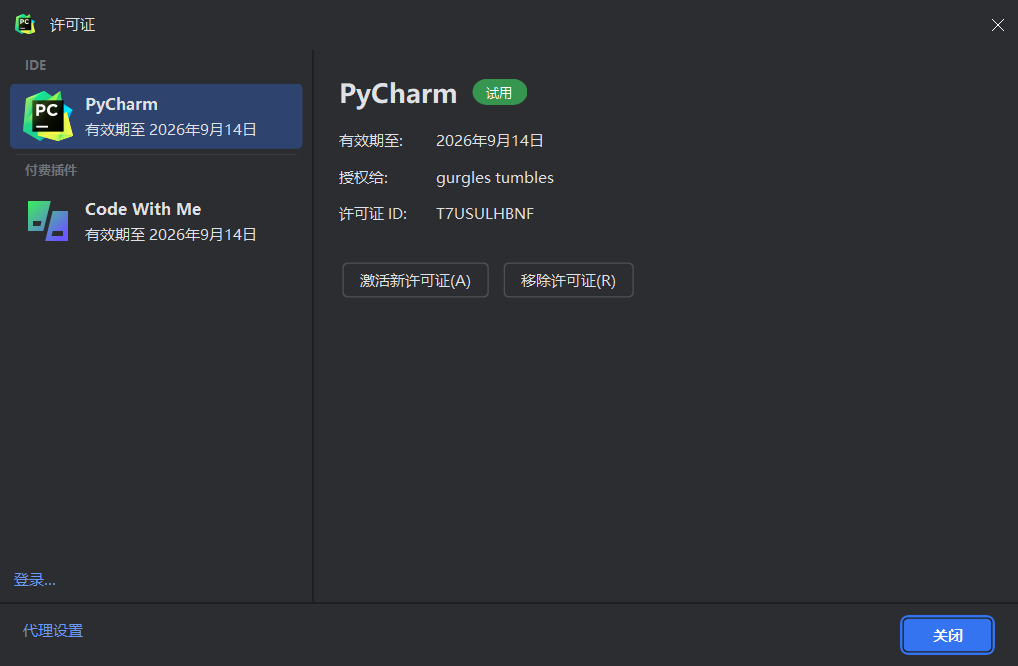 许可证
IDE
PC
PyCharm
有效期至 2026年9月14日
付费插件
Code With Me
有效期至 2026年9月14日
登录...
PyCharm 试用
有效期至: 2026年9月14日
授权给: gurgles tumbles
许可证 ID: T7USULHBNF
激活新许可证(A) 移除许可证(R)
代理设置
关闭